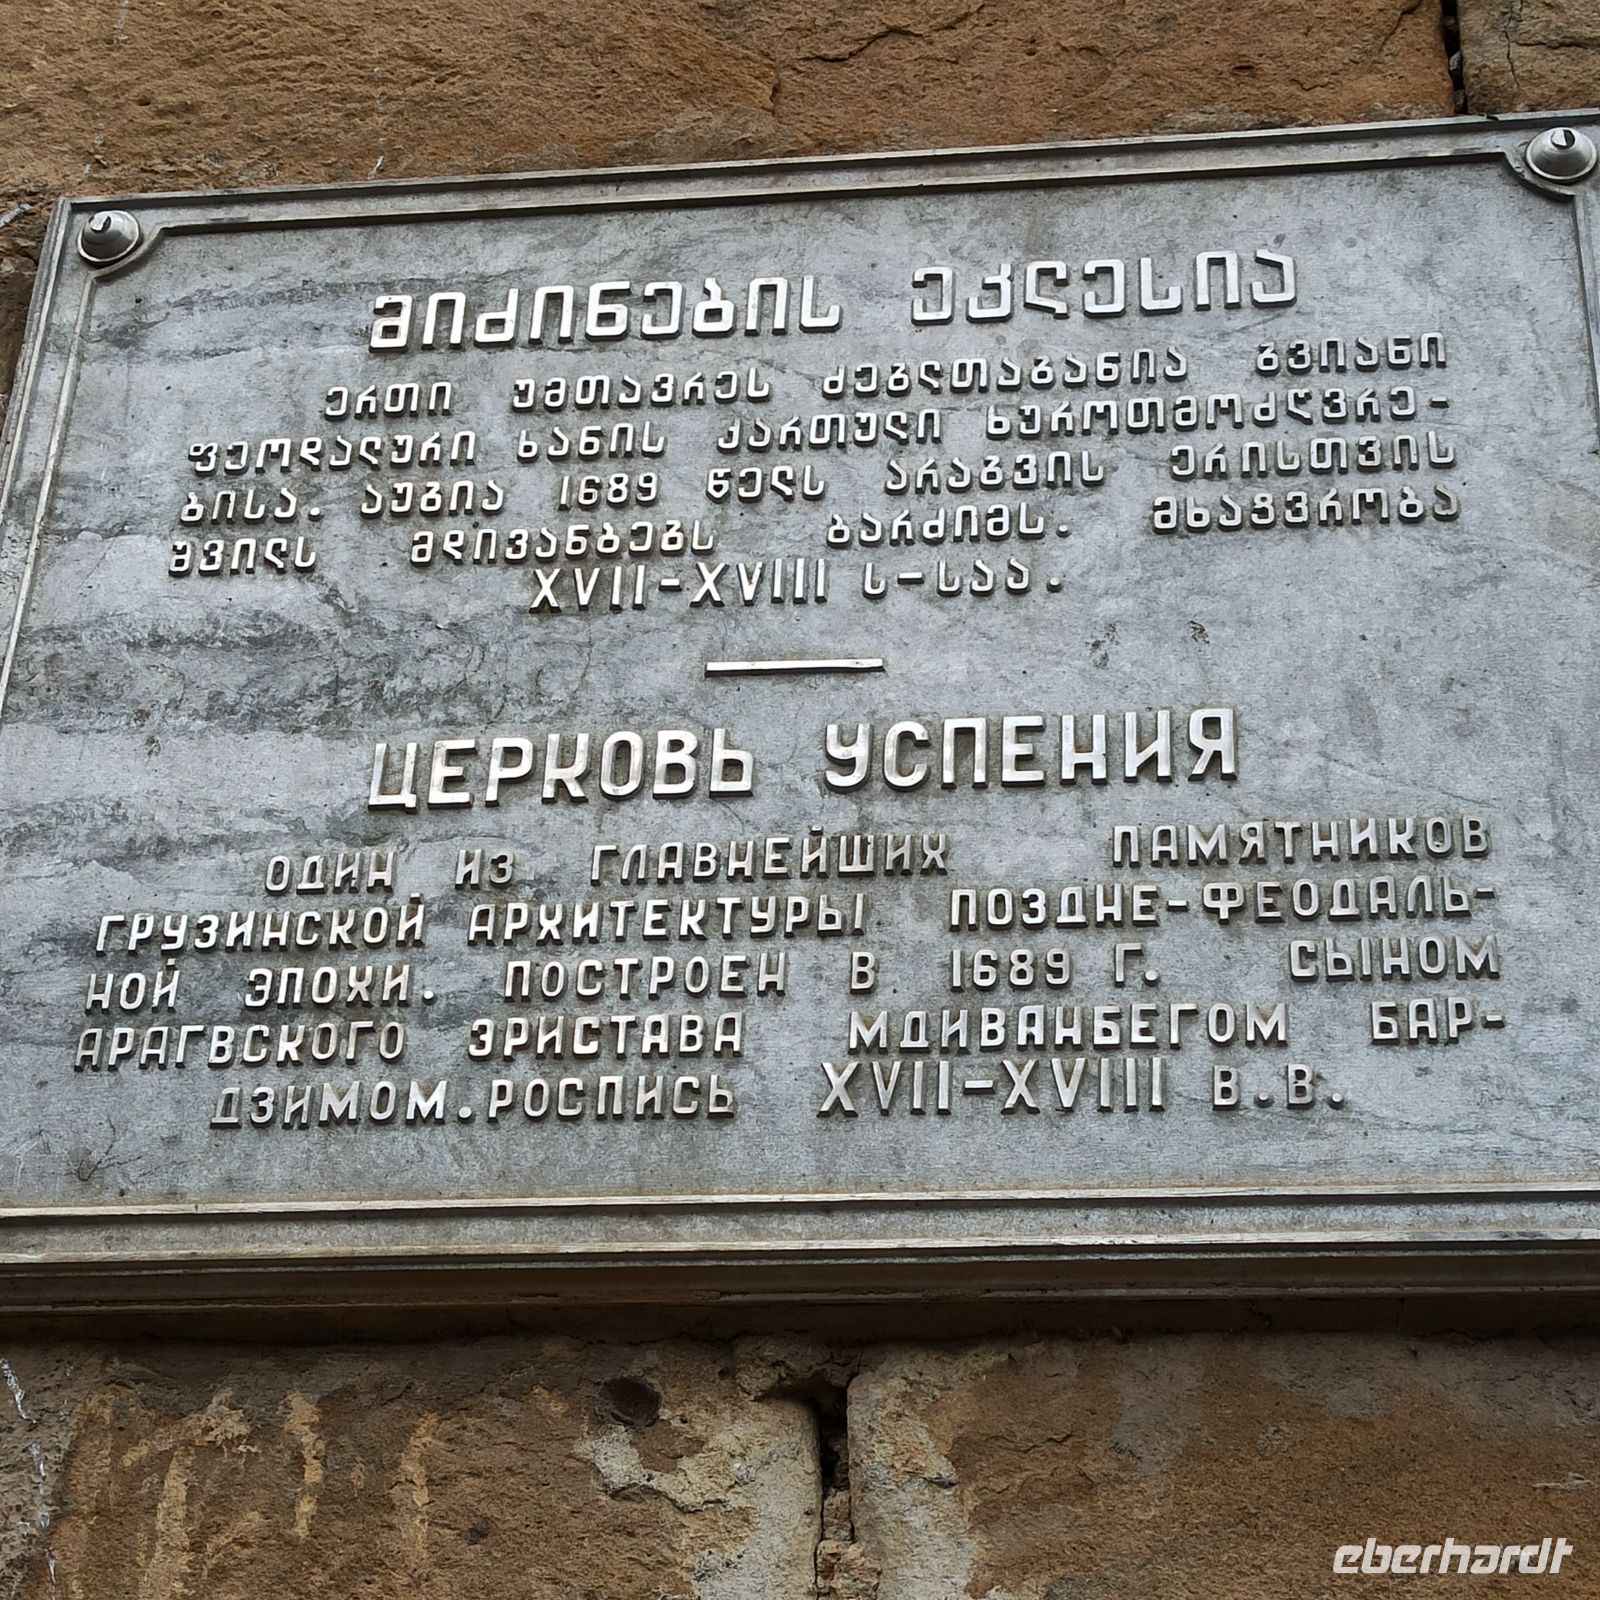 მიძინების ეკლესია
ერთი უმთავრეს ძეგლთაგანია გვიანი
ფეოდალური ხანის ქართული ხუროთმოძღვრე-
ბისა. აუგია 1689 წელს არაგვის ერისთვის
შვილს მდივანბეგს ბარძიმს. მხატვრობა
XVII-XVIII ს-საა.
ЦЕРКОВЬ УСПЕНИЯ
ОДИН ИЗ ГЛАВНЕЙШИХ ПАМЯТНИКОВ
ГРУЗИНСКОЙ АРХИТЕКТУРЫ ПОЗДНЕ-ФЕОДАЛЬ-
НОЙ ЭПОХИ. ПОСТРОЕН В 1689 Г. СЫНОМ
АРАГВСКОГО ЭРИСТАВА МДИВАНБЕГОМ БАР-
ДЗИМОМ. РОСПИСЬ XVII-XVIII В.В.
eberhardt